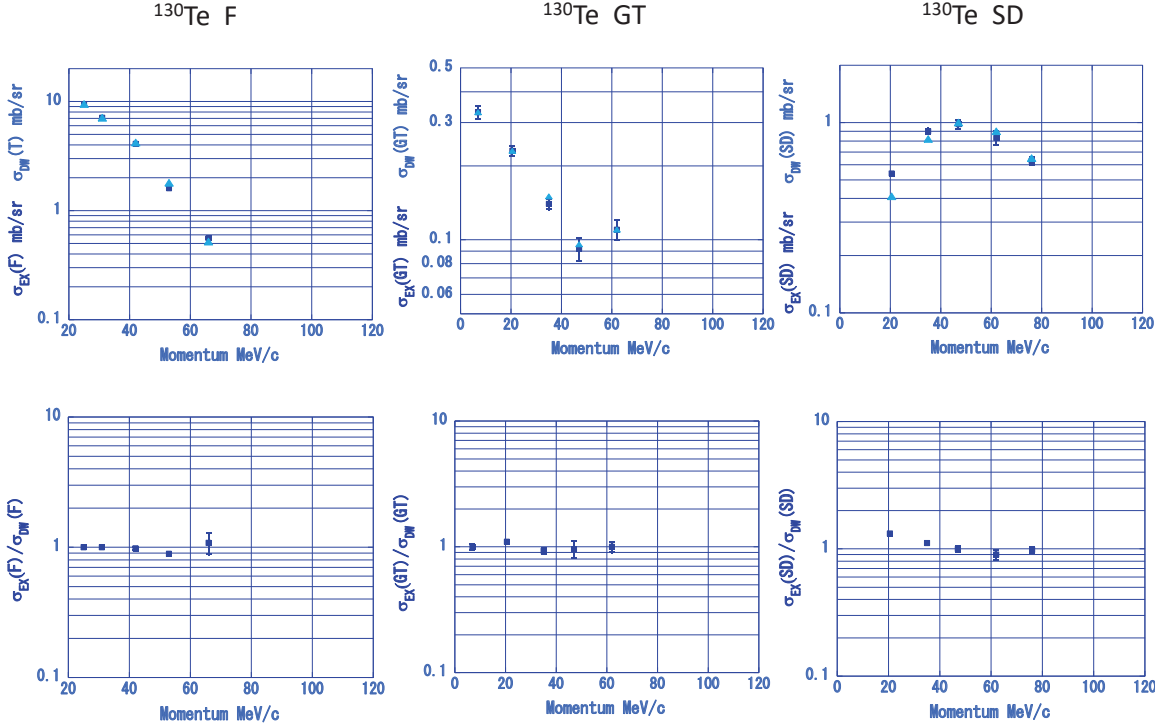 ¹³⁰Te F
¹³⁰Te GT
¹³⁰Te SD
σEX(F) mb/sr σDW(T) mb/sr
10
1
0.1
20 40 60 80 100 120
Momentum MeV/c
σEX(GT) mb/sr σDW(GT) mb/sr
0.5
0.3
0.1
0.08
0.06
0 20 40 60 80 100 120
Momentum MeV/c
σEX(SD) mb/sr σDW(SD) mb/sr
1
0.1
0 20 40 60 80 100 120
Momentum MeV/c
σEX(F)/σDW(F)
10
1
0.1
20 40 60 80 100 120
Momentum MeV/c
σEX(GT)/σDW(GT)
10
1
0.1
0 20 40 60 80 100 120
Momentum MeV/c
σEX(SD)/σDW(SD)
10
1
0.1
0 20 40 60 80 100 120
Momentum MeV/c